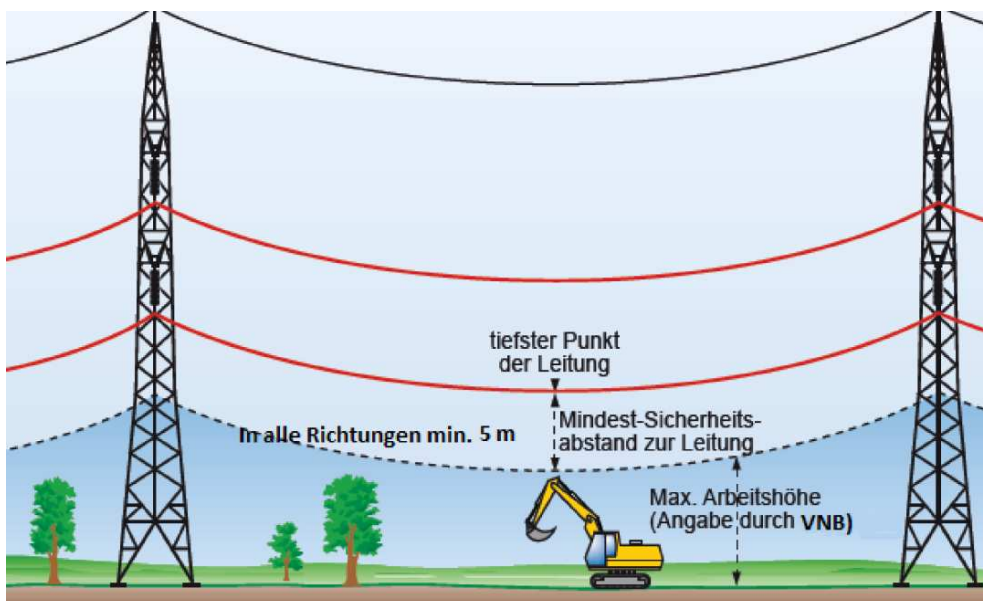 tiefster Punkt
der Leitung
In alle Richtungen min. 5 m
Mindest-Sicherheits-
abstand zur Leitung
Max. Arbeitshöhe
(Angabe durch VNB)